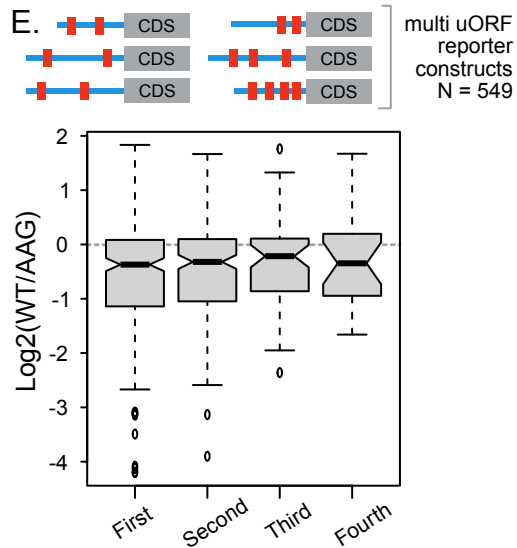 E.
CDS CDS
CDS CDS
CDS CDS
multi uORF
reporter
constructs
N = 549
Log2(WT/AAG)
2
1
0
-1
-2
-3
-4
First
Second
Third
Fourth